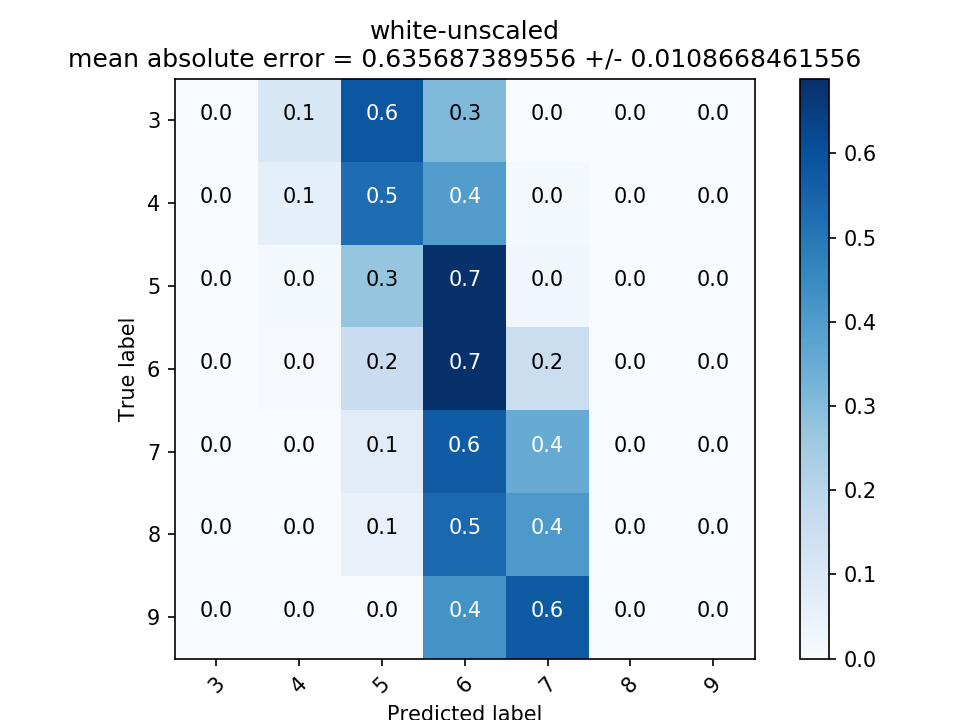 white-unscaled
mean absolute error = 0.635687389556 +/- 0.0108668461556
3 0.0 0.1 0.6 0.3 0.0 0.0 0.0
4 0.0 0.1 0.5 0.4 0.0 0.0 0.0
5 0.0 0.0 0.3 0.7 0.0 0.0 0.0
6 0.0 0.0 0.2 0.7 0.2 0.0 0.0
7 0.0 0.0 0.1 0.6 0.4 0.0 0.0
8 0.0 0.0 0.1 0.5 0.4 0.0 0.0
9 0.0 0.0 0.0 0.4 0.6 0.0 0.0
3 4 5 6 7 8 9
True label
Predicted label
0.6
0.5
0.4
0.3
0.2
0.1
0.0